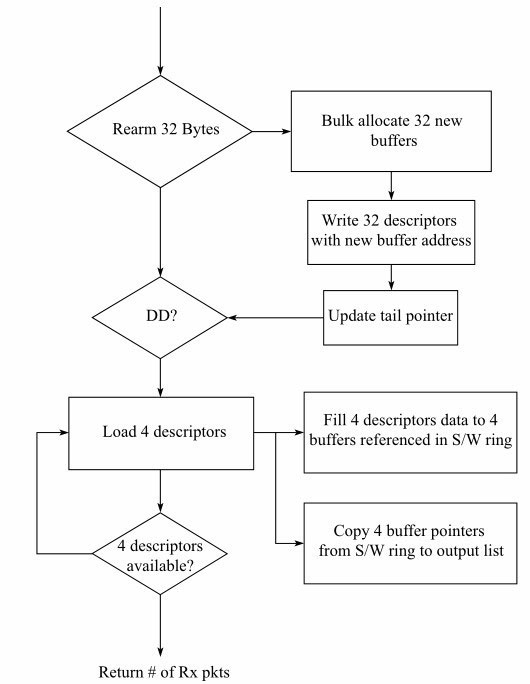 Rearm 32 Bytes
Bulk allocate 32 new
buffers
Write 32 descriptors
with new buffer address
DD?
Update tail pointer
Load 4 descriptors
Fill 4 descriptors data to 4
buffers referenced in S/W ring
4 descriptors
available?
Copy 4 buffer pointers
from S/W ring to output list
Return # of Rx pkts